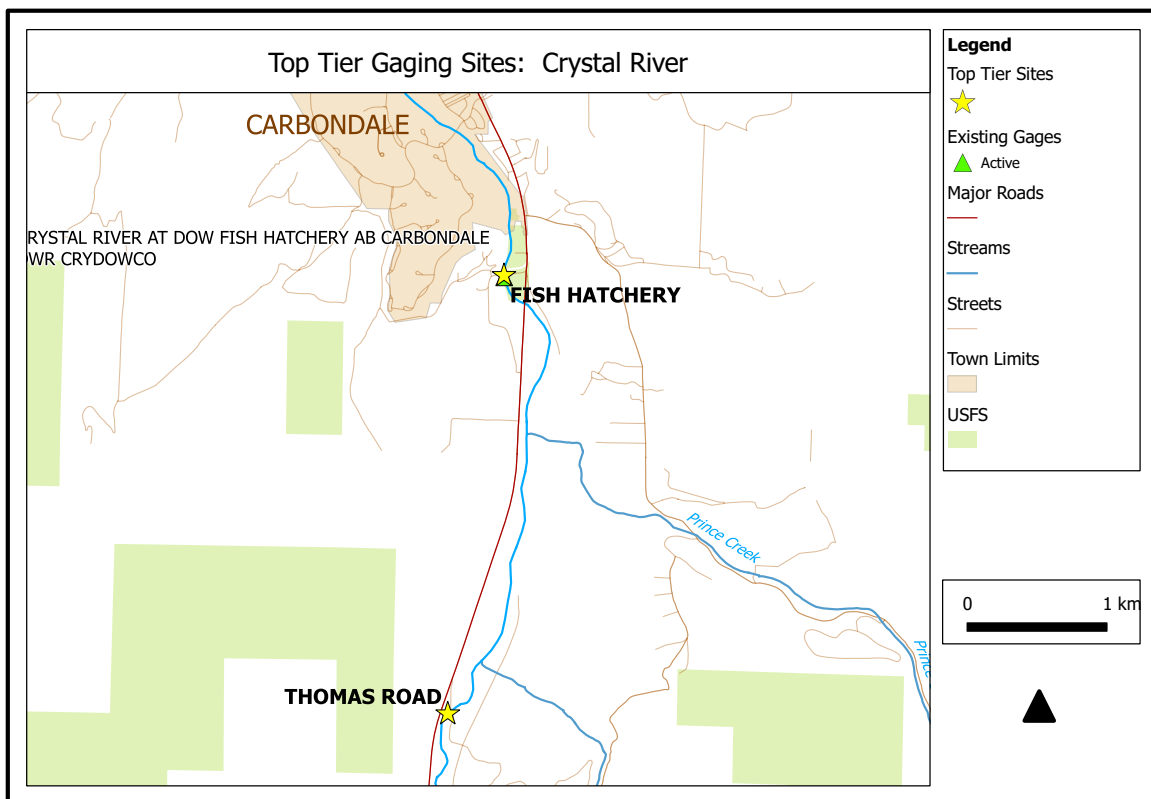 Top Tier Gaging Sites: Crystal River
CARBONDALE
RYSTAL RIVER AT DOW FISH HATCHERY AB CARBONDALE
WR CRYDOWCO
FISH HATCHERY
Prince Creek
Prince
THOMAS ROAD
Legend
Top Tier Sites
Existing Gages
Active
Major Roads
Streams
Streets
Town Limits
USFS
0 1 km